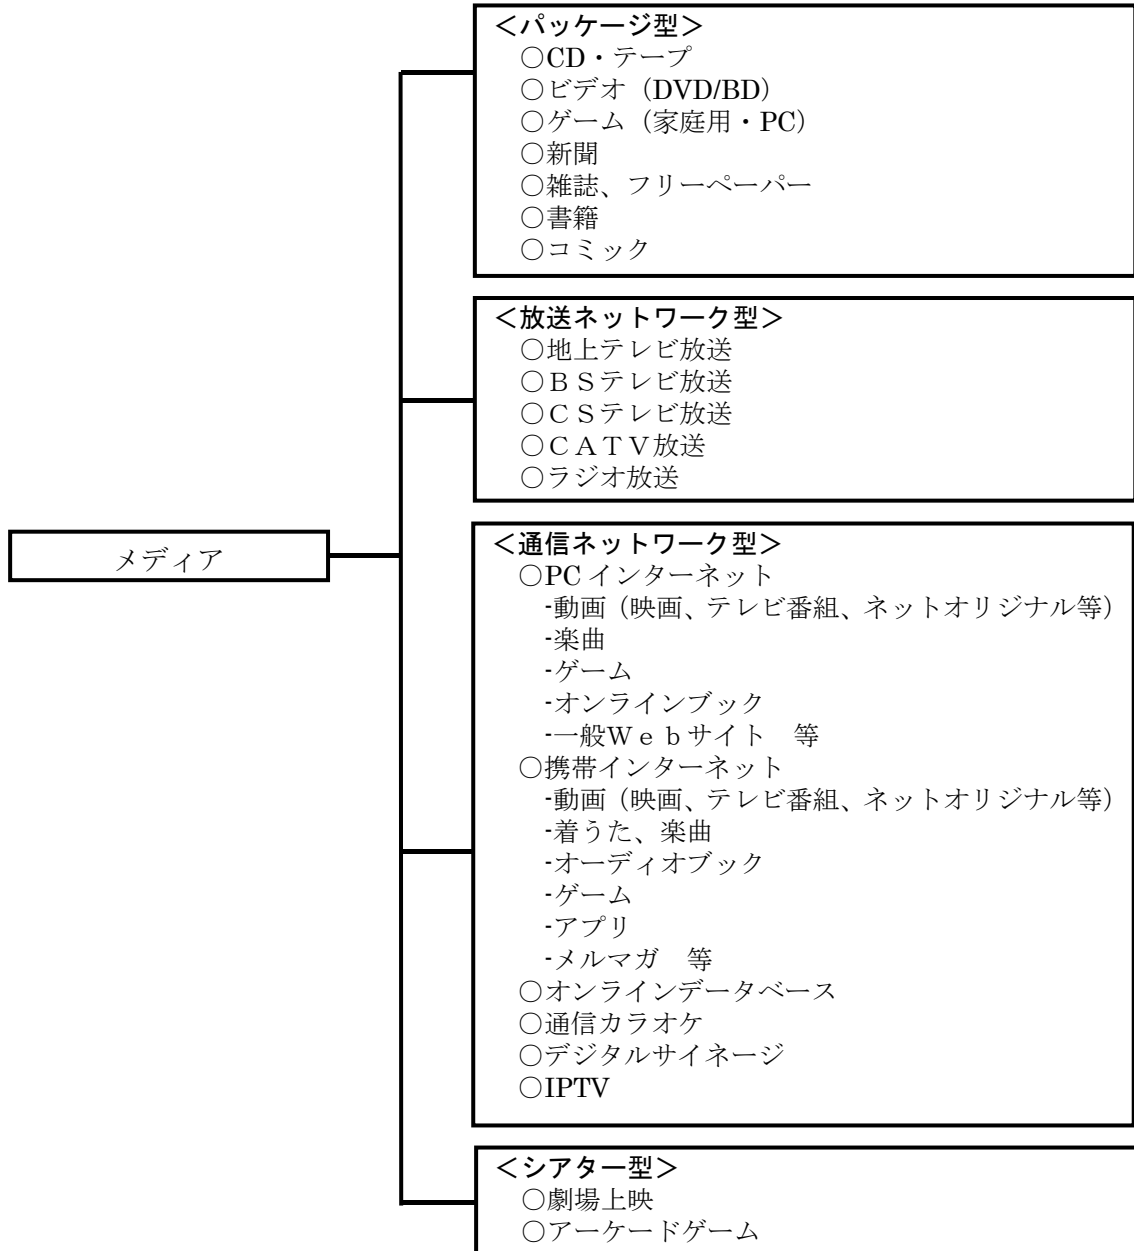 <パッケージ型>
○CD・テープ
○ビデオ（DVD/BD）
○ゲーム（家庭用・PC）
○新聞
○雑誌、フリーペーパー
○書籍
○コミック
<放送ネットワーク型>
○地上テレビ放送
○ＢＳテレビ放送
○ＣＳテレビ放送
○ＣＡＴＶ放送
○ラジオ放送
メディア
<通信ネットワーク型>
○PCインターネット
-動画（映画、テレビ番組、ネットオリジナル等）
-楽曲
-ゲーム
-オンラインブック
-一般Ｗｅｂサイト　等
○携帯インターネット
-動画（映画、テレビ番組、ネットオリジナル等）
-着うた、楽曲
-オーディオブック
-ゲーム
-アプリ
-メルマガ　等
○オンラインデータベース
○通信カラオケ
○デジタルサイネージ
○IPTV
<シアター型>
○劇場上映
○アーケードゲーム